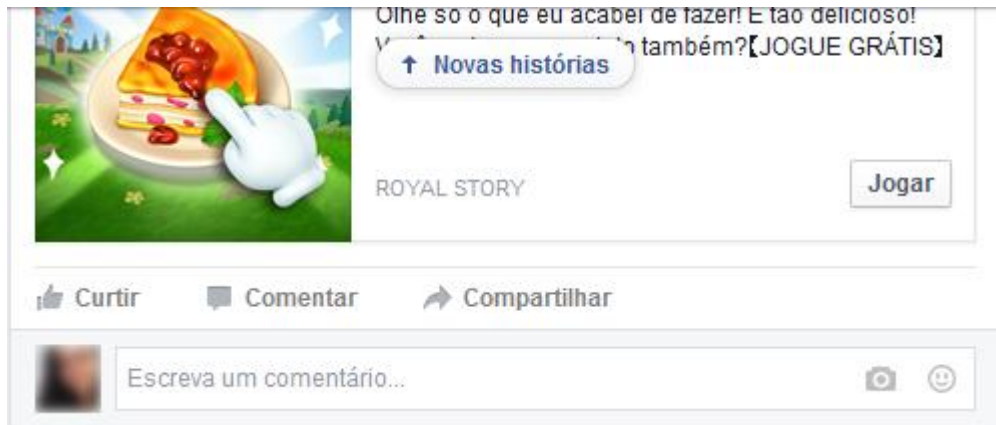 Olhe só o que eu acabei de fazer! É tão delicioso!
também?【JOGUE GRÁTIS】
Novas histórias
ROYAL STORY
Jogar
Curtir Comentar Compartilhar
Escreva um comentário...